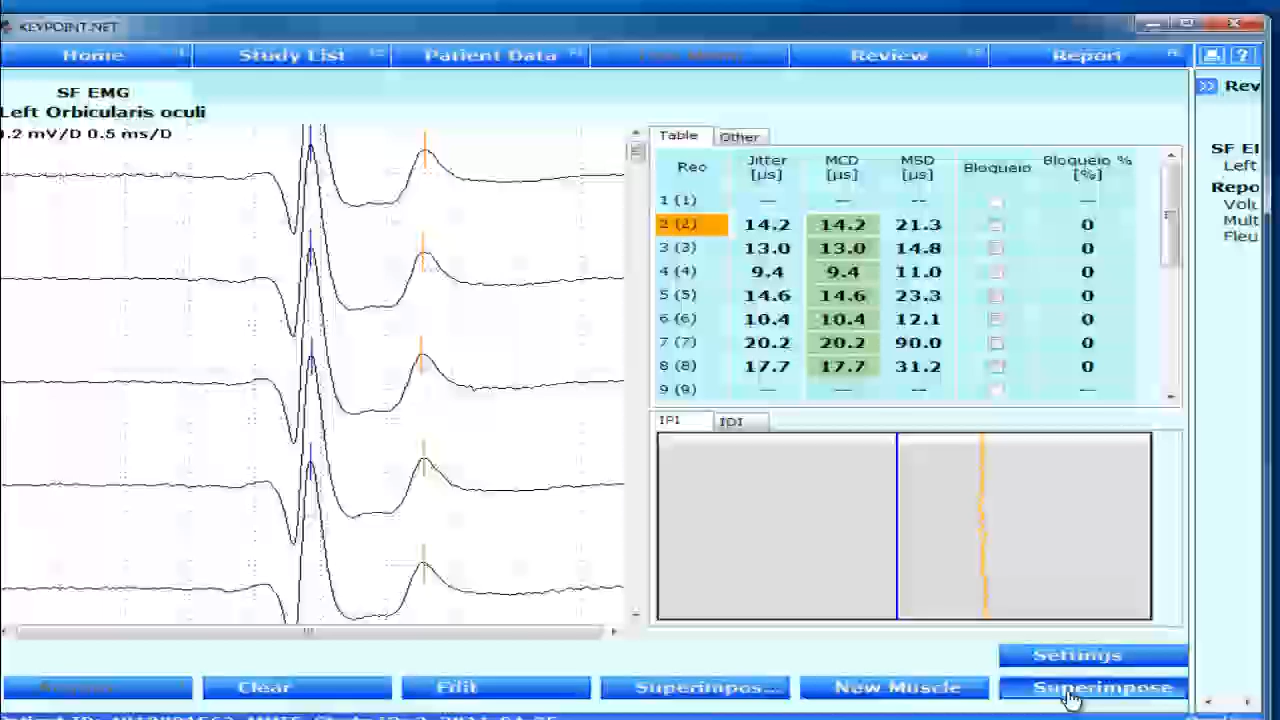 KEYPOINT.NET
Home Study List Patient Data Review Report ?
Rev
SF EMG
Left Orbicularis oculi
0.2 mV/D 0.5 ms/D
Table Other
Rec Jitter [µs] MCD [µs] MSD [µs] Bloqueio Bloqueio % [%]
1 (1) — — -- —
2 (2) 14.2 14.2 21.3 0
3 (3) 13.0 13.0 14.8 0
4 (4) 9.4 9.4 11.0 0
5 (5) 14.6 14.6 23.3 0
6 (6) 10.4 10.4 12.1 0
7 (7) 20.2 20.2 90.0 0
8 (8) 17.7 17.7 31.2 0
9 (9) — — — —
IPI IDI
SF E
Left
Repo
Volu
Mult
Fleu
Settings
Clear Edit Superimpos... New Muscle Superimpose